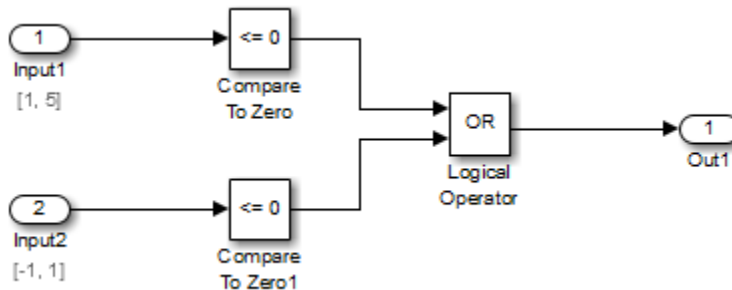 1
Input1
[1, 5]
<= 0
Compare
To Zero
OR
Logical
Operator
1
Out1
2
Input2
[-1, 1]
<= 0
Compare
To Zero1